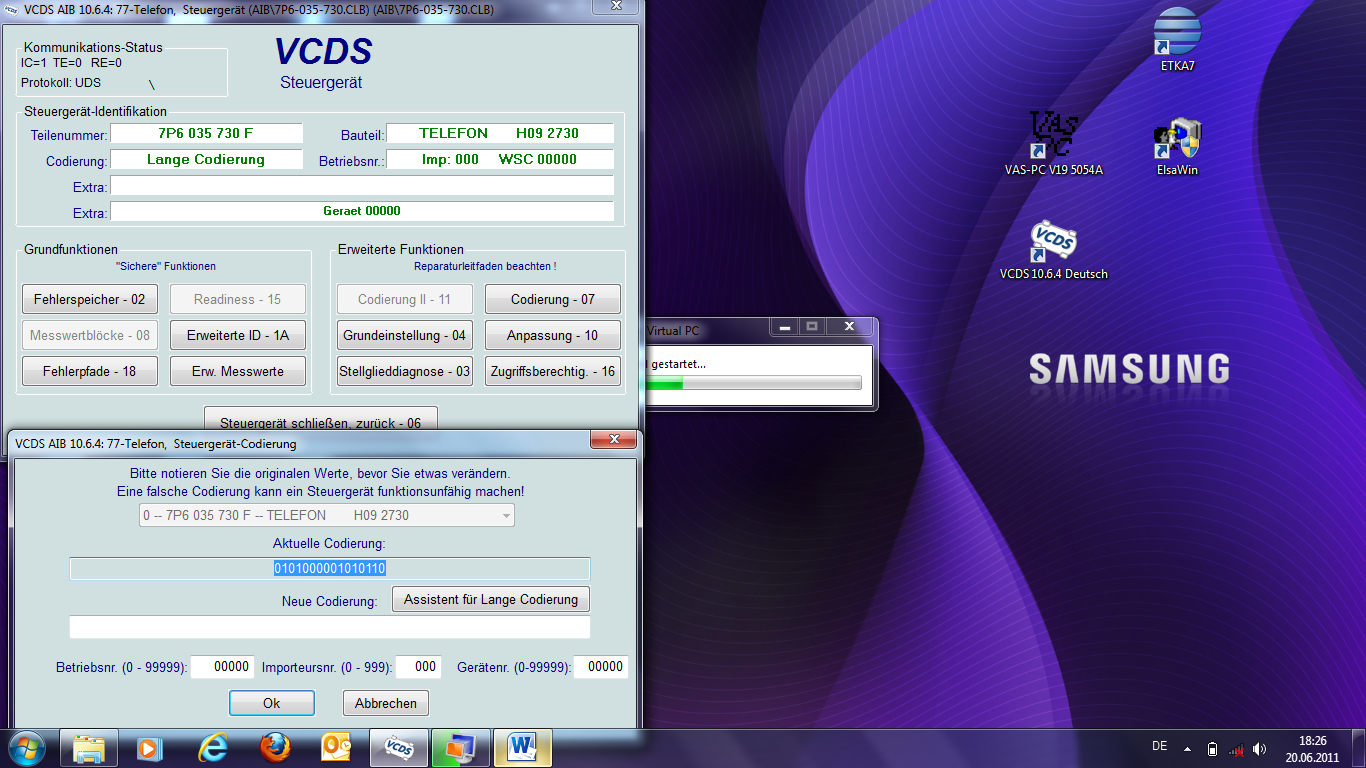 VCDS AIB 10.6.4: 77-Telefon, Steuergerät (AIB\7P6-035-730.CLB) (AIB\7P6-035-730.CLB)
Kommunikations-Status
IC=1 TE=0 RE=0
Protokoll: UDS \
VCDS
Steuergerät
Steuergerät-Identifikation
Teilenummer: 7P6 035 730 F Bauteil: TELEFON H09 2730
Codierung: Lange Codierung Betriebsnr.: Imp: 000 WSC 00000
Extra:
Extra: Geraet 00000
Grundfunktionen
"Sichere" Funktionen
Fehlerspeicher - 02 Readiness - 15
Messwertblöcke - 08 Erweiterte ID - 1A
Fehlerpfade - 18 Erw. Messwerte
Erweiterte Funktionen
Reparaturleitfaden beachten !
Codierung II - 11 Codierung - 07
Grundeinstellung - 04 Anpassung - 10
Stellglieddiagnose - 03 Zugriffsberechtig. - 16
Steuergerät schließen, zurück - 06
VCDS AIB 10.6.4: 77-Telefon, Steuergerät-Codierung
Bitte notieren Sie die originalen Werte, bevor Sie etwas verändern.
Eine falsche Codierung kann ein Steuergerät funktionsunfähig machen!
0 -- 7P6 035 730 F -- TELEFON H09 2730
Aktuelle Codierung:
0101000001010110
Neue Codierung: Assistent für Lange Codierung
Betriebsnr. (0 - 99999): 00000 Importeursnr. (0 - 999): 000 Gerätenr. (0-99999): 00000
Ok Abbrechen
Virtual PC
gestartet...
ETKA7
VAS-PC
VAS-PC V19 5054A
ElsaWin
VCDS
VCDS 10.6.4 Deutsch
SAMSUNG
VCDS
DE
18:26
20.06.2011